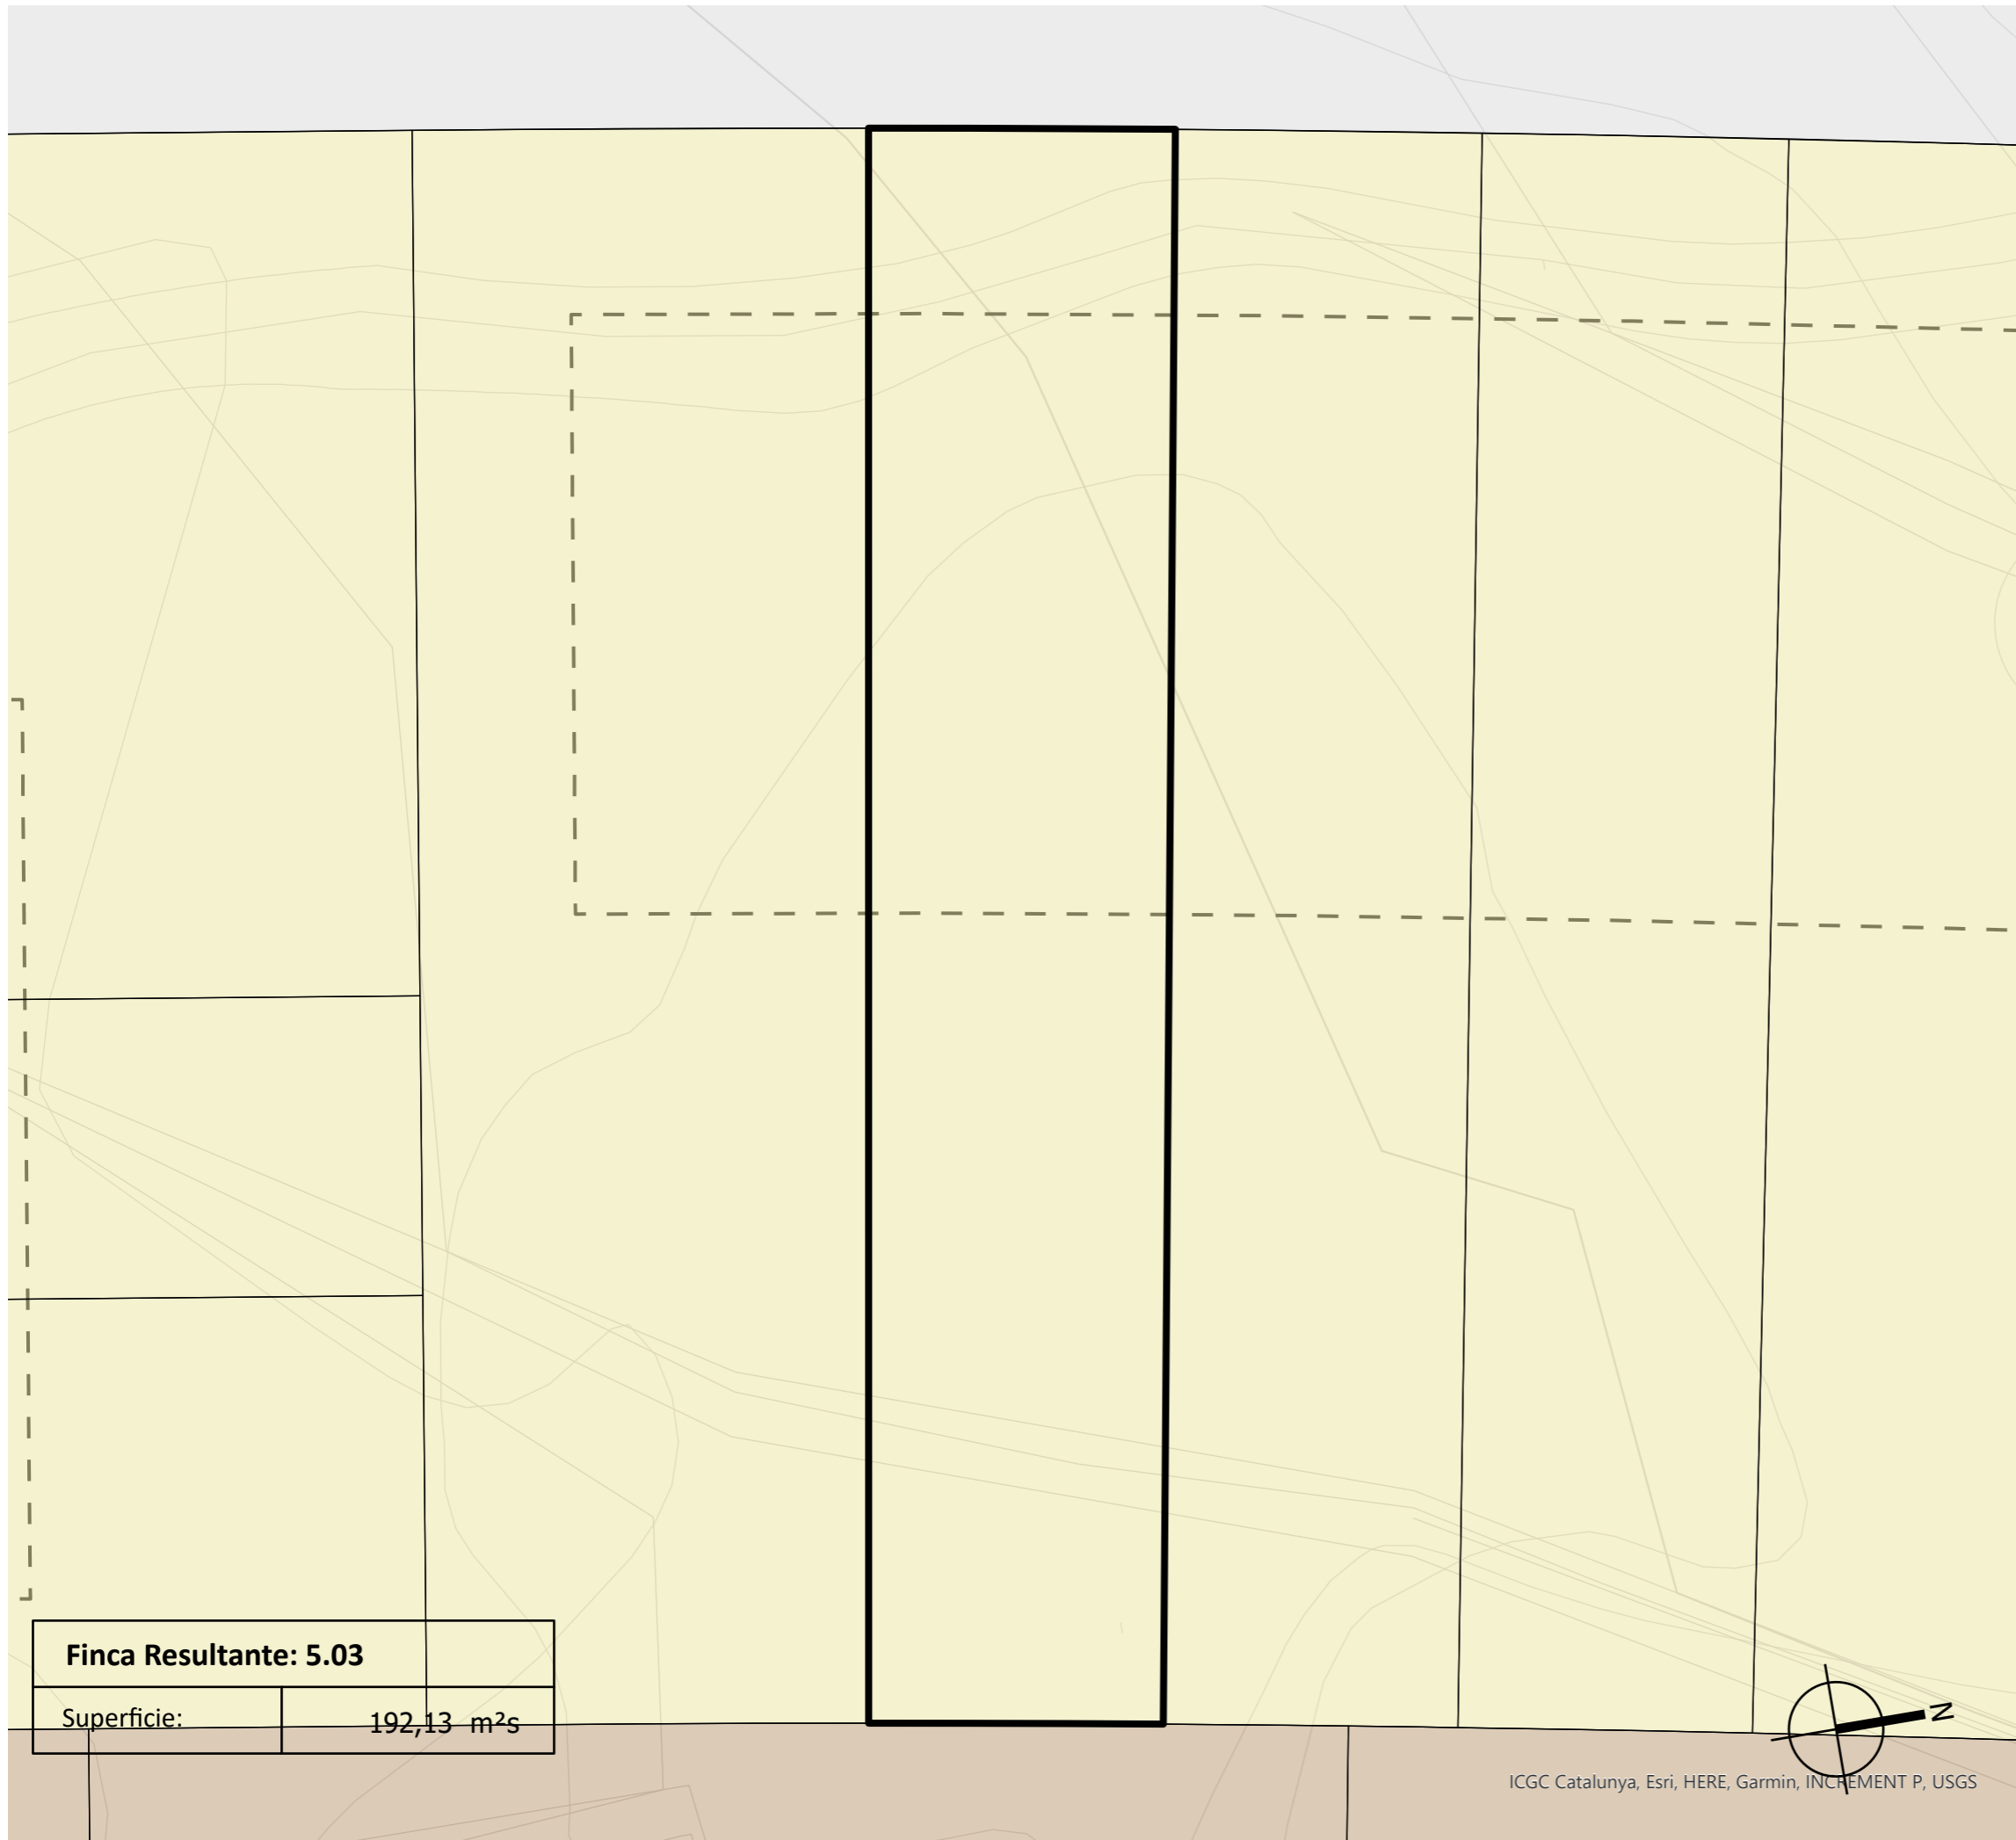 Finca Resultante: 5.03
Superficie: 192,13 m²s
N
ICGC Catalunya, Esri, HERE, Garmin, INCREMENT P, USGS